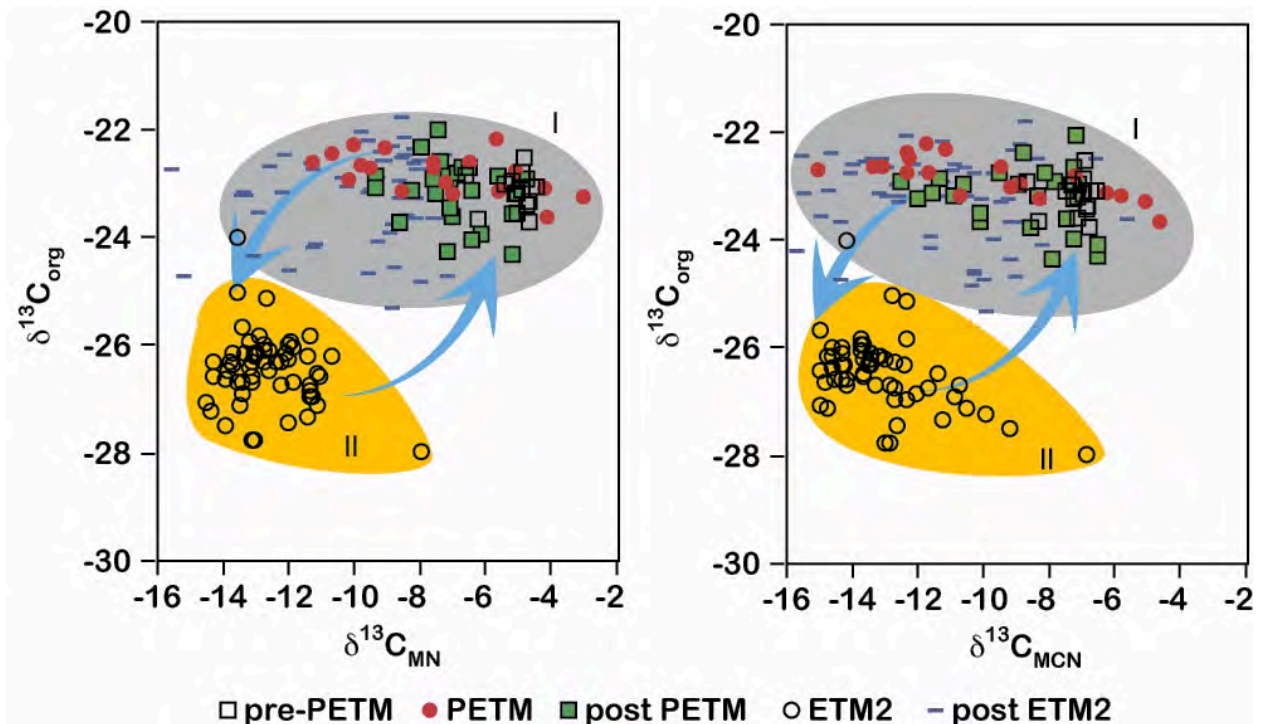 -20
-22
-24
-26
-28
-30
δ13Corg
-16 -14 -12 -10 -8 -6 -4 -2
δ13CMN
I
II
-20
-22
-24
-26
-28
-30
δ13Corg
-16 -14 -12 -10 -8 -6 -4 -2
δ13CMCN
I
II
pre-PETM PETM post PETM ETM2 post ETM2